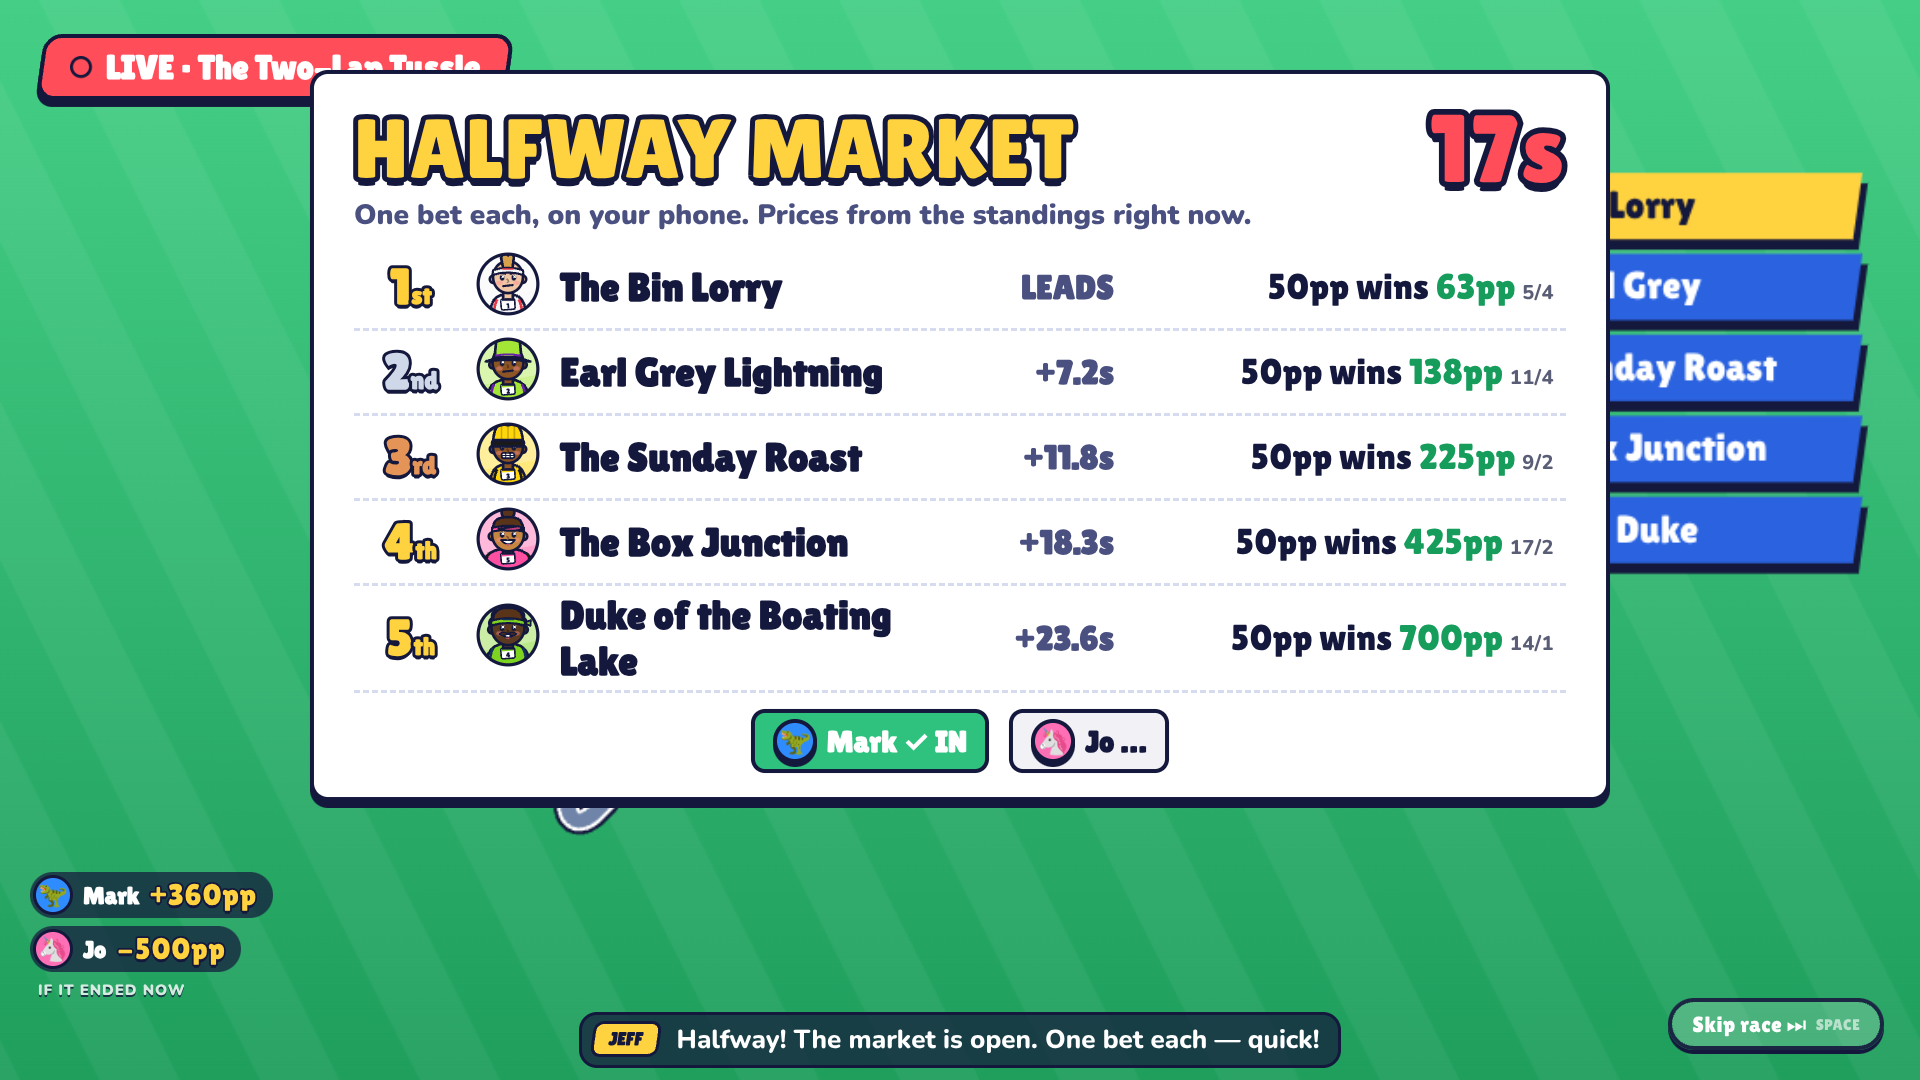 LIVE · The Two-Lap Tussle
HALFWAY MARKET
17s
One bet each, on your phone. Prices from the standings right now.
1st The Bin Lorry LEADS 50pp wins 63pp 5/4
2nd Earl Grey Lightning +7.2s 50pp wins 138pp 11/4
3rd The Sunday Roast +11.8s 50pp wins 225pp 9/2
4th The Box Junction +18.3s 50pp wins 425pp 17/2
5th Duke of the Boating
Lake +23.6s 50pp wins 700pp 14/1
Mark ✓ IN
Jo ...
Lorry
Grey
day Roast
Junction
Duke
Mark +360pp
Jo −500pp
IF IT ENDED NOW
JEFF Halfway! The market is open. One bet each — quick!
Skip race ⏭ SPACE